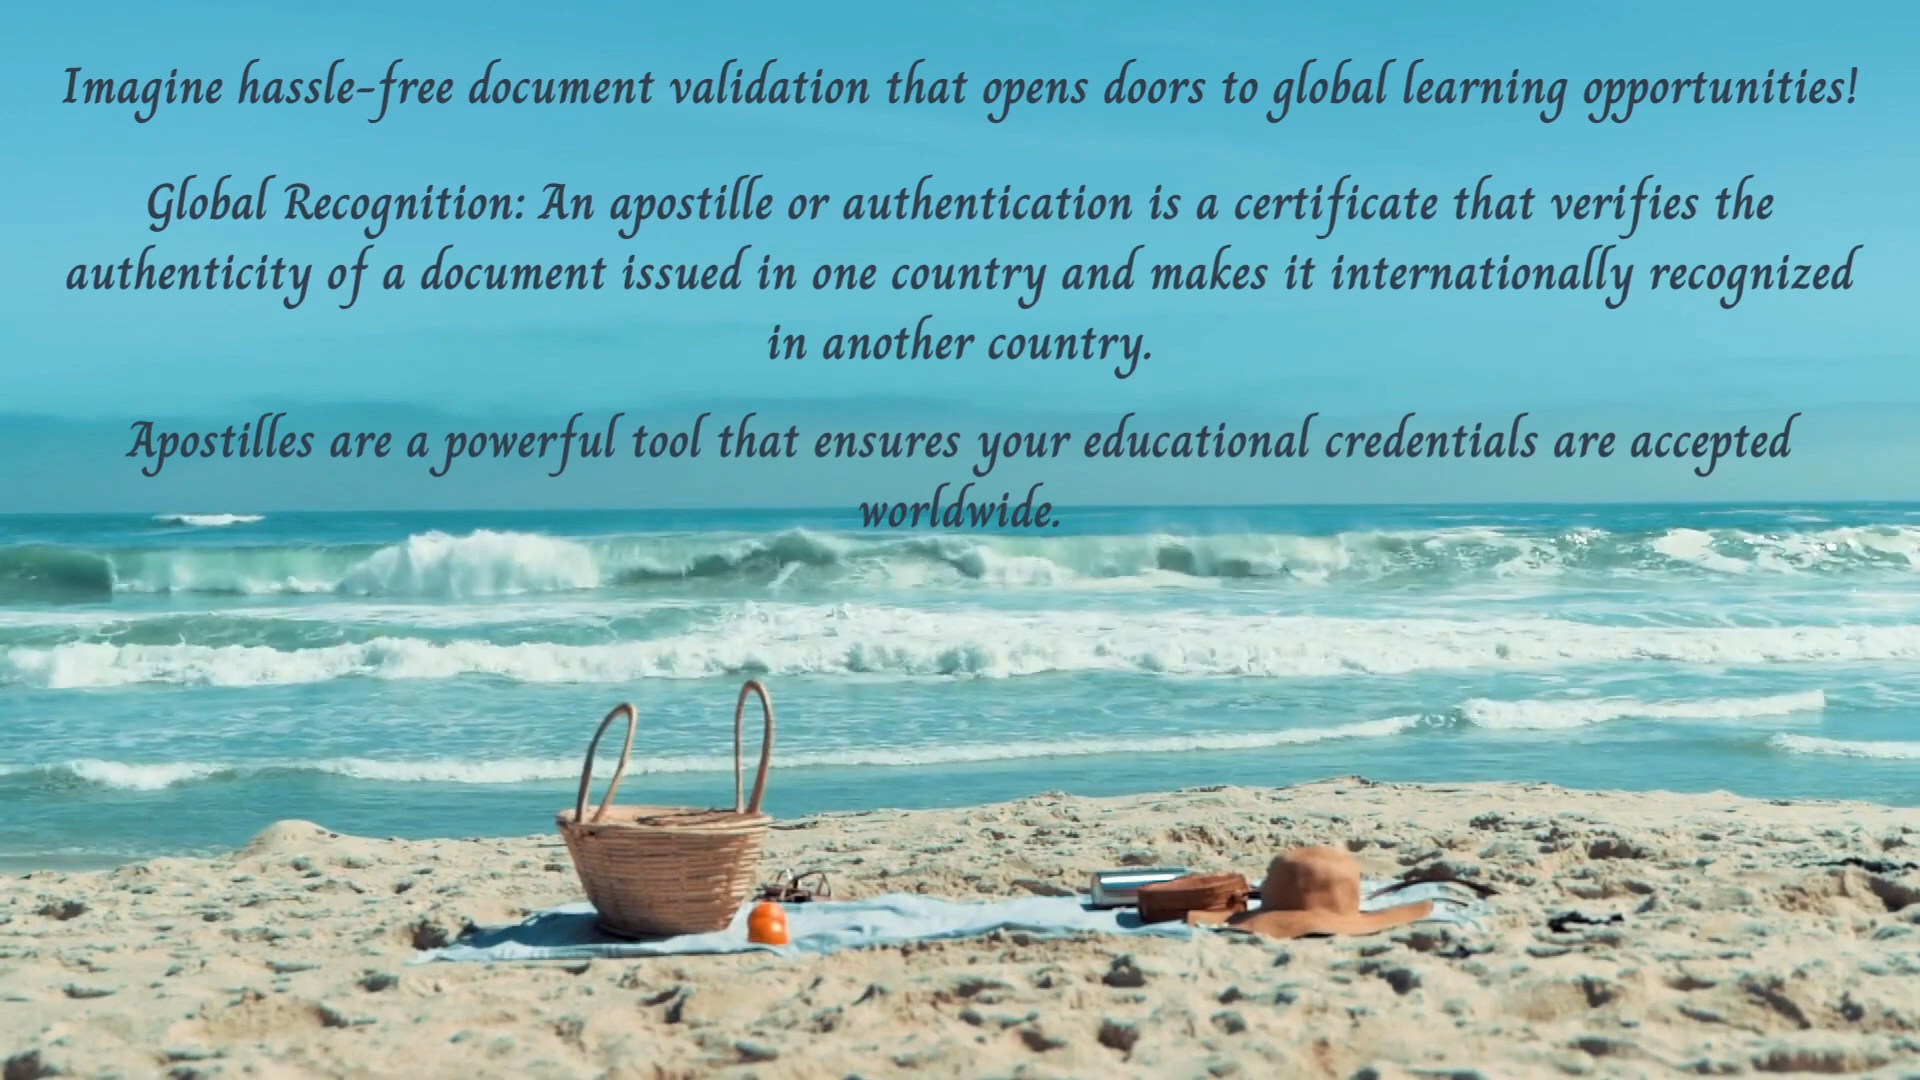 Imagine hassle-free document validation that opens doors to global learning opportunities!
Global Recognition: An apostille or authentication is a certificate that verifies the
authenticity of a document issued in one country and makes it internationally recognized
in another country.
Apostilles are a powerful tool that ensures your educational credentials are accepted
worldwide.